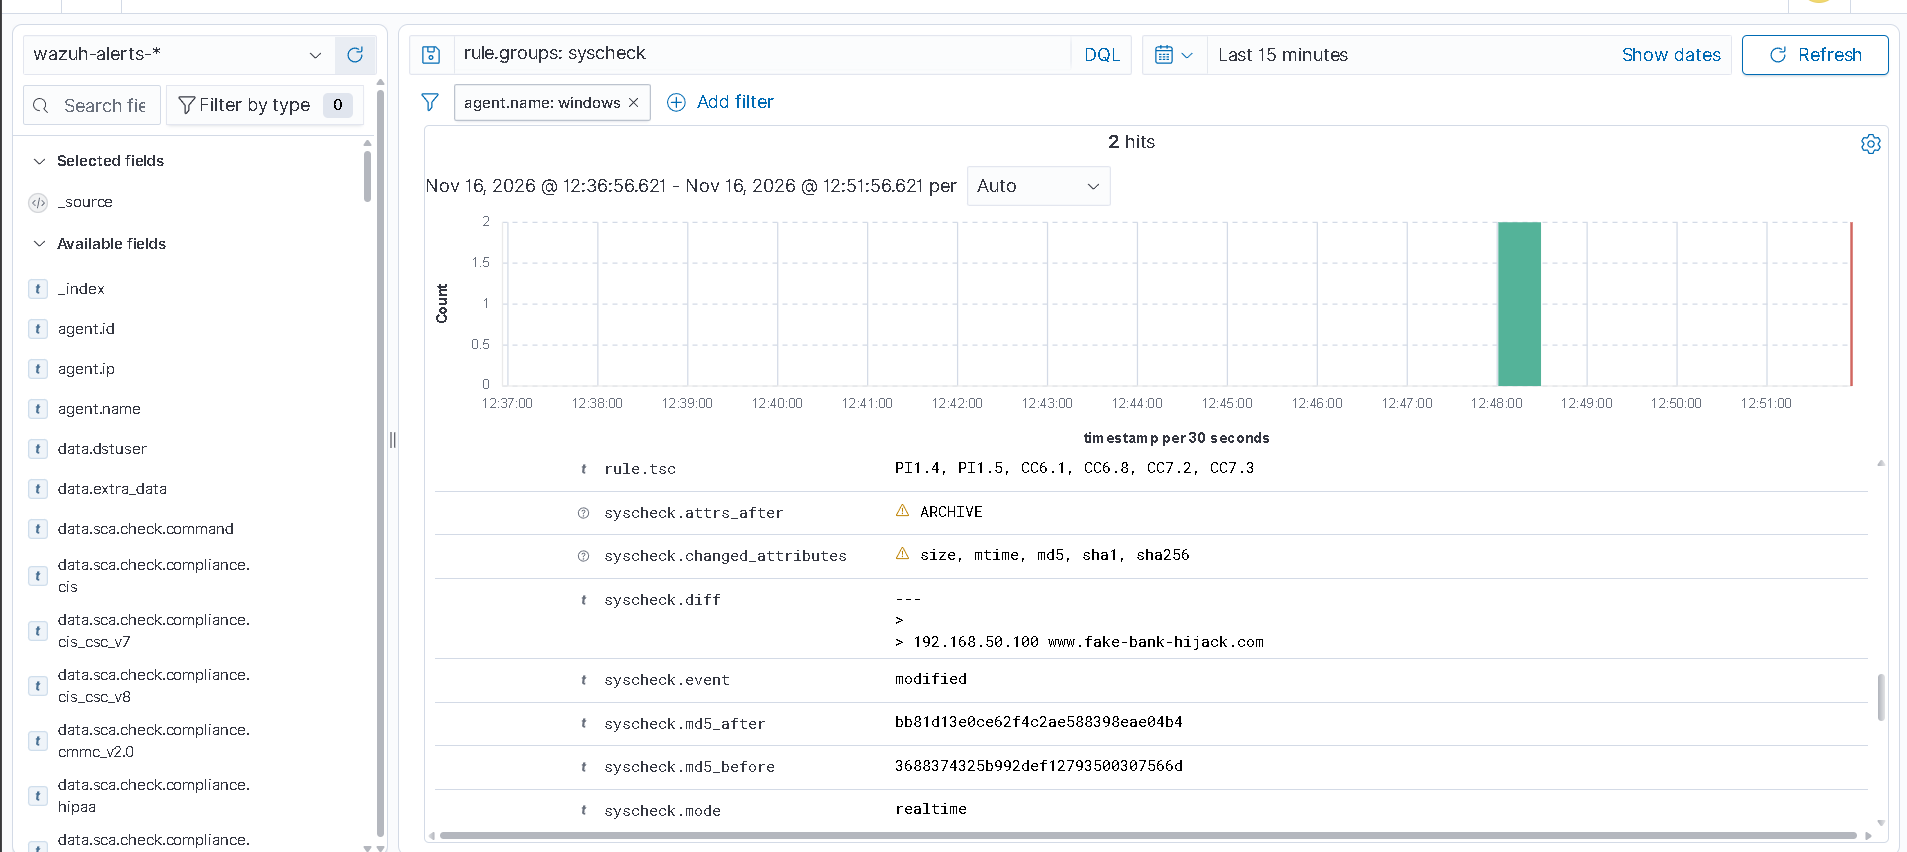 wazuh-alerts-*
rule.groups: syscheck
DQL
Last 15 minutes
Show dates
Refresh
Search fie
Filter by type 0
agent.name: windows ×
Add filter
Selected fields
_source
Available fields
t _index
t agent.id
t agent.ip
t agent.name
t data.dstuser
t data.extra_data
t data.sca.check.command
t data.sca.check.compliance.
cis
t data.sca.check.compliance.
cis_csc_v7
t data.sca.check.compliance.
cis_csc_v8
t data.sca.check.compliance.
cmmc_v2.0
t data.sca.check.compliance.
hipaa
t data.sca.check.compliance.
2 hits
Nov 16, 2026 @ 12:36:56.621 - Nov 16, 2026 @ 12:51:56.621 per Auto
Count
2
1.5
1
0.5
0
12:37:00 12:38:00 12:39:00 12:40:00 12:41:00 12:42:00 12:43:00 12:44:00 12:45:00 12:46:00 12:47:00 12:48:00 12:49:00 12:50:00 12:51:00
timestamp per 30 seconds
t rule.tsc PI1.4, PI1.5, CC6.1, CC6.8, CC7.2, CC7.3
syscheck.attrs_after ARCHIVE
syscheck.changed_attributes size, mtime, md5, sha1, sha256
t syscheck.diff ---
>
> 192.168.50.100 www.fake-bank-hijack.com
t syscheck.event modified
t syscheck.md5_after bb81d13e0ce62f4c2ae588398eae04b4
t syscheck.md5_before 3688374325b992def12793500307566d
t syscheck.mode realtime